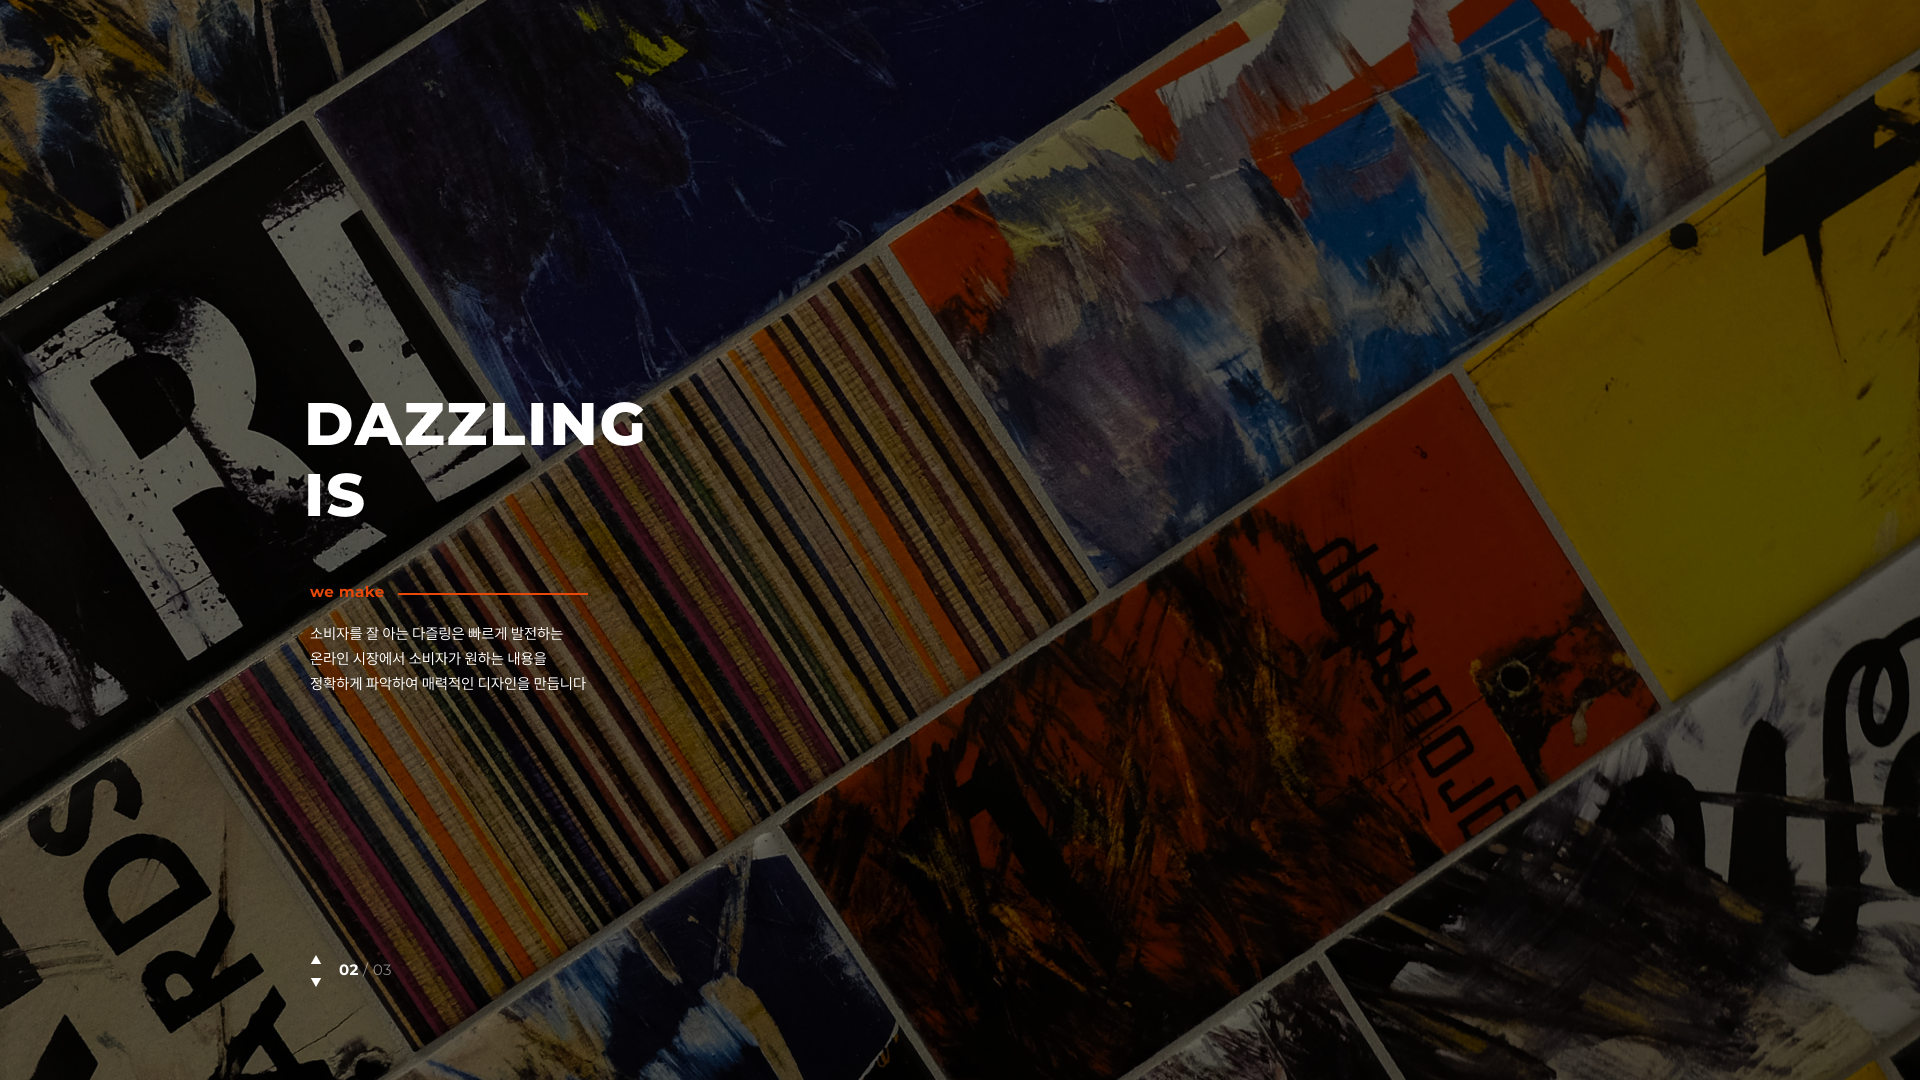 DAZZLING
IS
we make
소비자를 잘 아는 다즐링은 빠르게 발전하는
온라인 시장에서 소비자가 원하는 내용을
정확하게 파악하여 매력적인 디자인을 만듭니다
02 / 03
ARDS